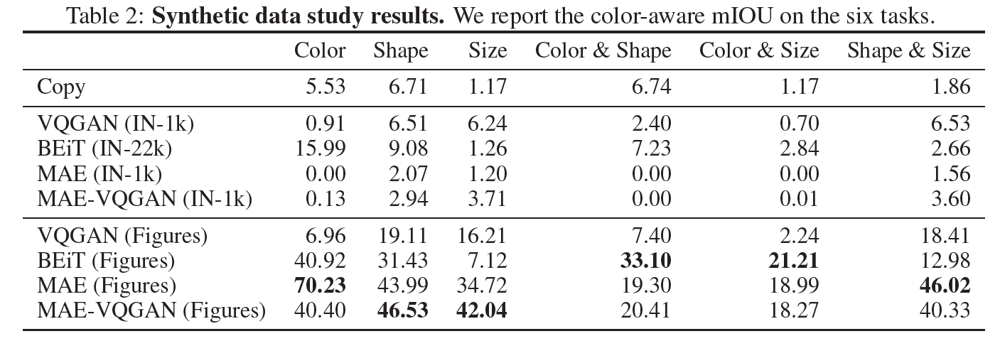 Table 2: Synthetic data study results. We report the color-aware mIOU on the six tasks.
Color Shape Size Color & Shape Color & Size Shape & Size
Copy 5.53 6.71 1.17 6.74 1.17 1.86
VQGAN (IN-1k) 0.91 6.51 6.24 2.40 0.70 6.53
BEiT (IN-22k) 15.99 9.08 1.26 7.23 2.84 2.66
MAE (IN-1k) 0.00 2.07 1.20 0.00 0.00 1.56
MAE-VQGAN (IN-1k) 0.13 2.94 3.71 0.00 0.01 3.60
VQGAN (Figures) 6.96 19.11 16.21 7.40 2.24 18.41
BEiT (Figures) 40.92 31.43 7.12 33.10 21.21 12.98
MAE (Figures) 70.23 43.99 34.72 19.30 18.99 46.02
MAE-VQGAN (Figures) 40.40 46.53 42.04 20.41 18.27 40.33